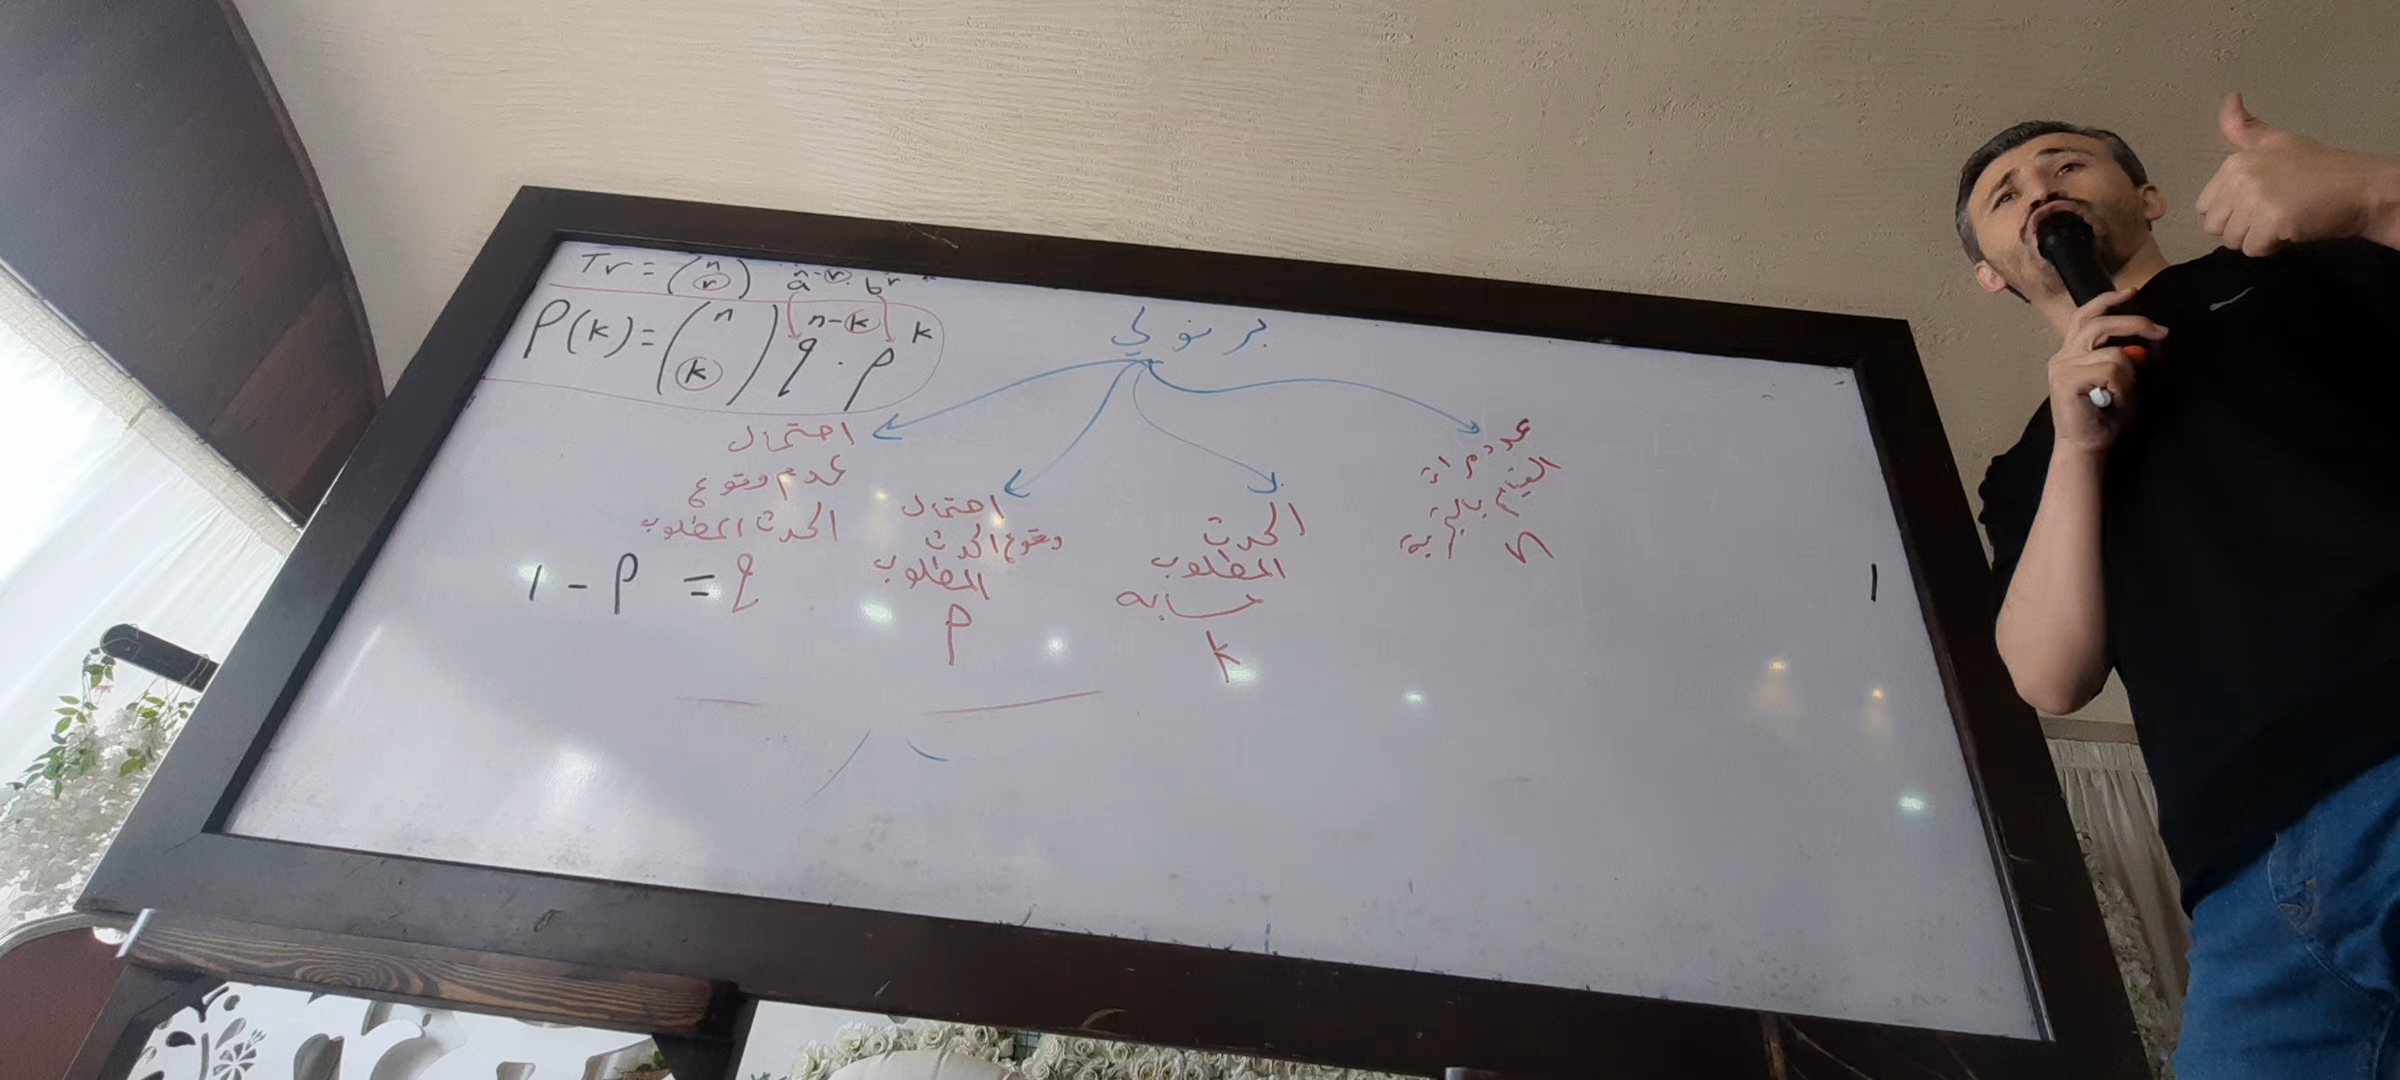 Tr = (n r) a^n-r . b^r
P(k) = (n k) q^n-k . p^k
برنولي
عدد مرات
القيام بالتجربة
n
الحدث
المطلوب
حسابه
k
احتمال
وقوع الحدث
المطلوب
p
احتمال
عدم وقوع
الحدث المطلوب
1 - p = q